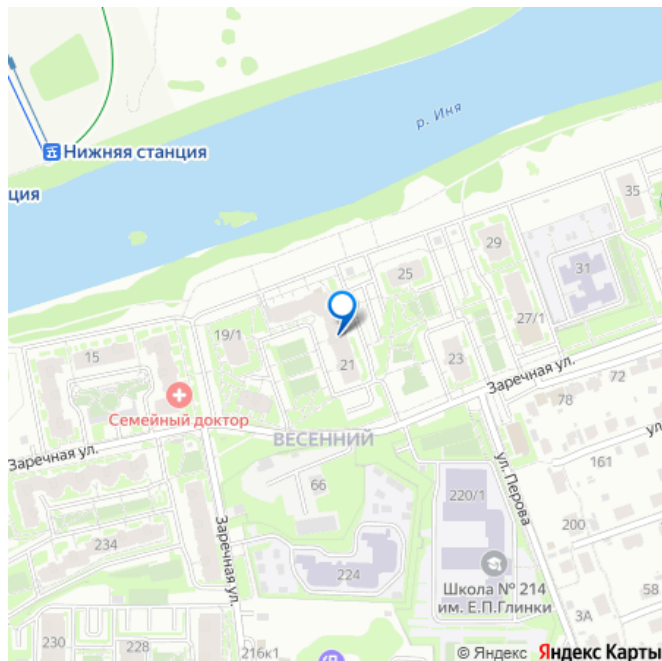 р. Иня
Нижняя станция
ция
35
29
25
31
27/1
19/1
15
21
23
Заречная ул.
72
78
Семейный доктор
ВЕСЕННИЙ
Заречная ул.
ул
161
66
220/1
ул. Перова
200
234
Заречная ул.
224
Школа № 214
им. Е.П.Глинки
58
3А
230
228
216к1
© Яндекс Яндекс Карты